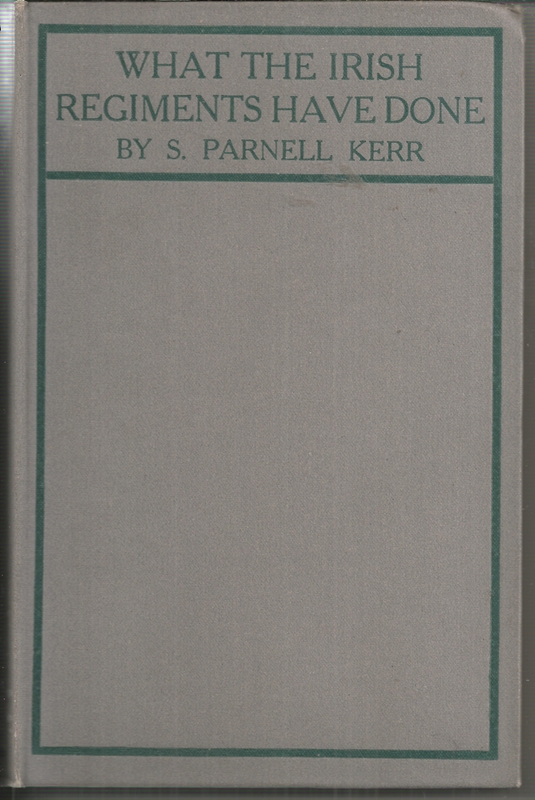 WHAT THE IRISH
REGIMENTS HAVE DONE
BY S. PARNELL KERR